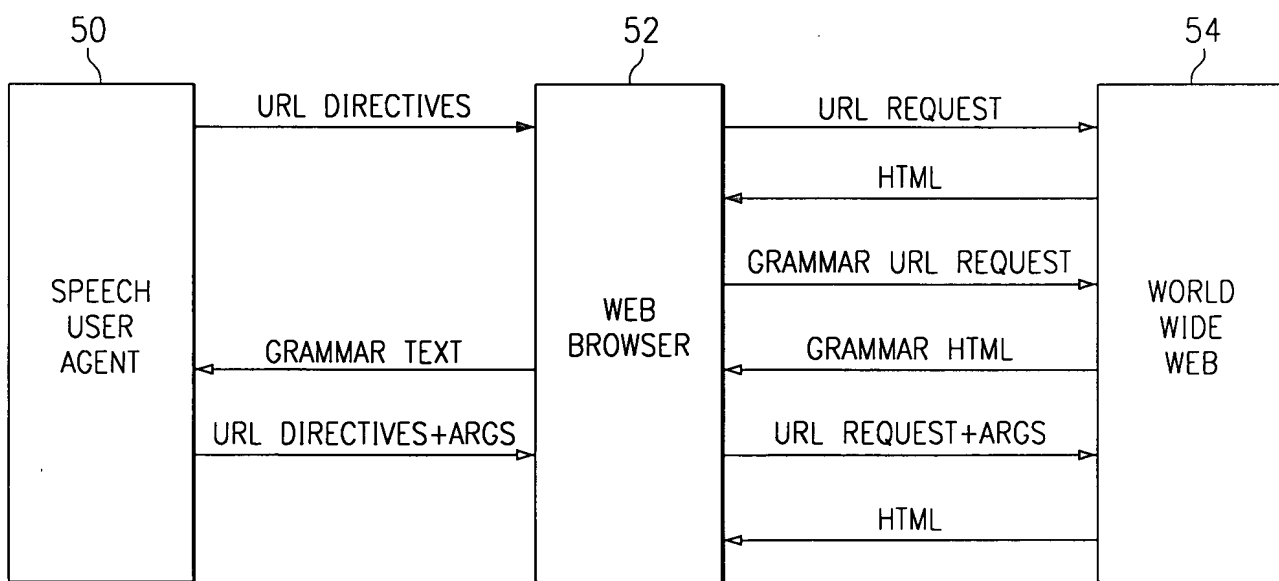 50
52
54
URL DIRECTIVES
URL REQUEST
HTML
GRAMMAR URL REQUEST
SPEECH
USER
AGENT
WEB
BROWSER
WORLD
WIDE
WEB
GRAMMAR TEXT
GRAMMAR HTML
URL DIRECTIVES+ARGS
URL REQUEST+ARGS
HTML